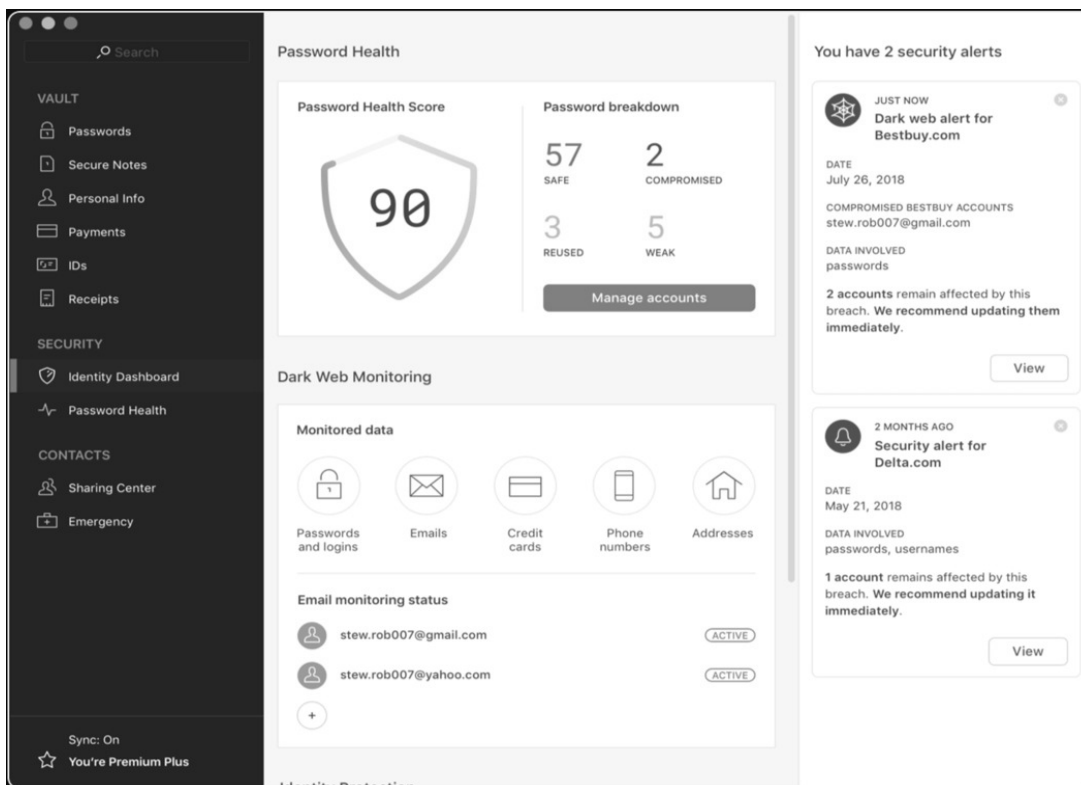 Search
VAULT
Passwords
Secure Notes
Personal Info
Payments
IDs
Receipts
SECURITY
Identity Dashboard
Password Health
CONTACTS
Sharing Center
Emergency
Sync: On
You're Premium Plus
Password Health
Password Health Score
90
Password breakdown
57
SAFE
2
COMPROMISED
3
REUSED
5
WEAK
Manage accounts
Dark Web Monitoring
Monitored data
Passwords
and logins
Emails
Credit
cards
Phone
numbers
Addresses
Email monitoring status
stew.rob007@gmail.com
ACTIVE
stew.rob007@yahoo.com
ACTIVE
+
Identity Protection
You have 2 security alerts
JUST NOW
Dark web alert for
Bestbuy.com
DATE
July 26, 2018
COMPROMISED BESTBUY ACCOUNTS
stew.rob007@gmail.com
DATA INVOLVED
passwords
2 accounts remain affected by this
breach. We recommend updating them
immediately.
View
2 MONTHS AGO
Security alert for
Delta.com
DATE
May 21, 2018
DATA INVOLVED
passwords, usernames
1 account remains affected by this
breach. We recommend updating it
immediately.
View